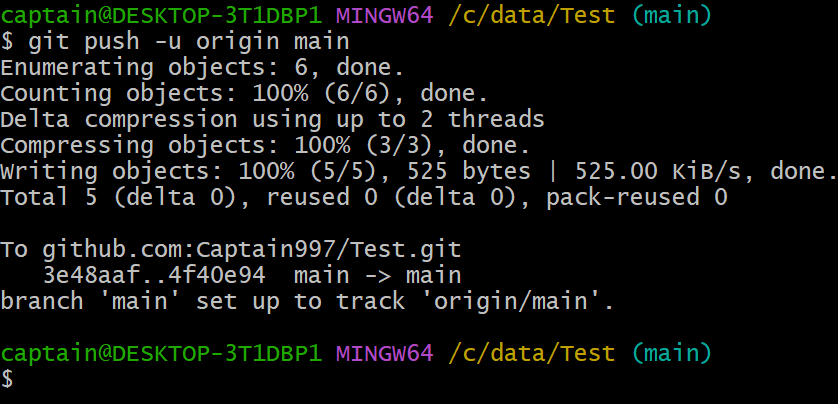 captain@DESKTOP-3T1DBP1 MINGW64 /c/data/Test (main)
$ git push -u origin main
Enumerating objects: 6, done.
Counting objects: 100% (6/6), done.
Delta compression using up to 2 threads
Compressing objects: 100% (3/3), done.
Writing objects: 100% (5/5), 525 bytes | 525.00 KiB/s, done.
Total 5 (delta 0), reused 0 (delta 0), pack-reused 0
To github.com:Captain997/Test.git
3e48aaf..4f40e94 main -> main
branch 'main' set up to track 'origin/main'.
captain@DESKTOP-3T1DBP1 MINGW64 /c/data/Test (main)
$